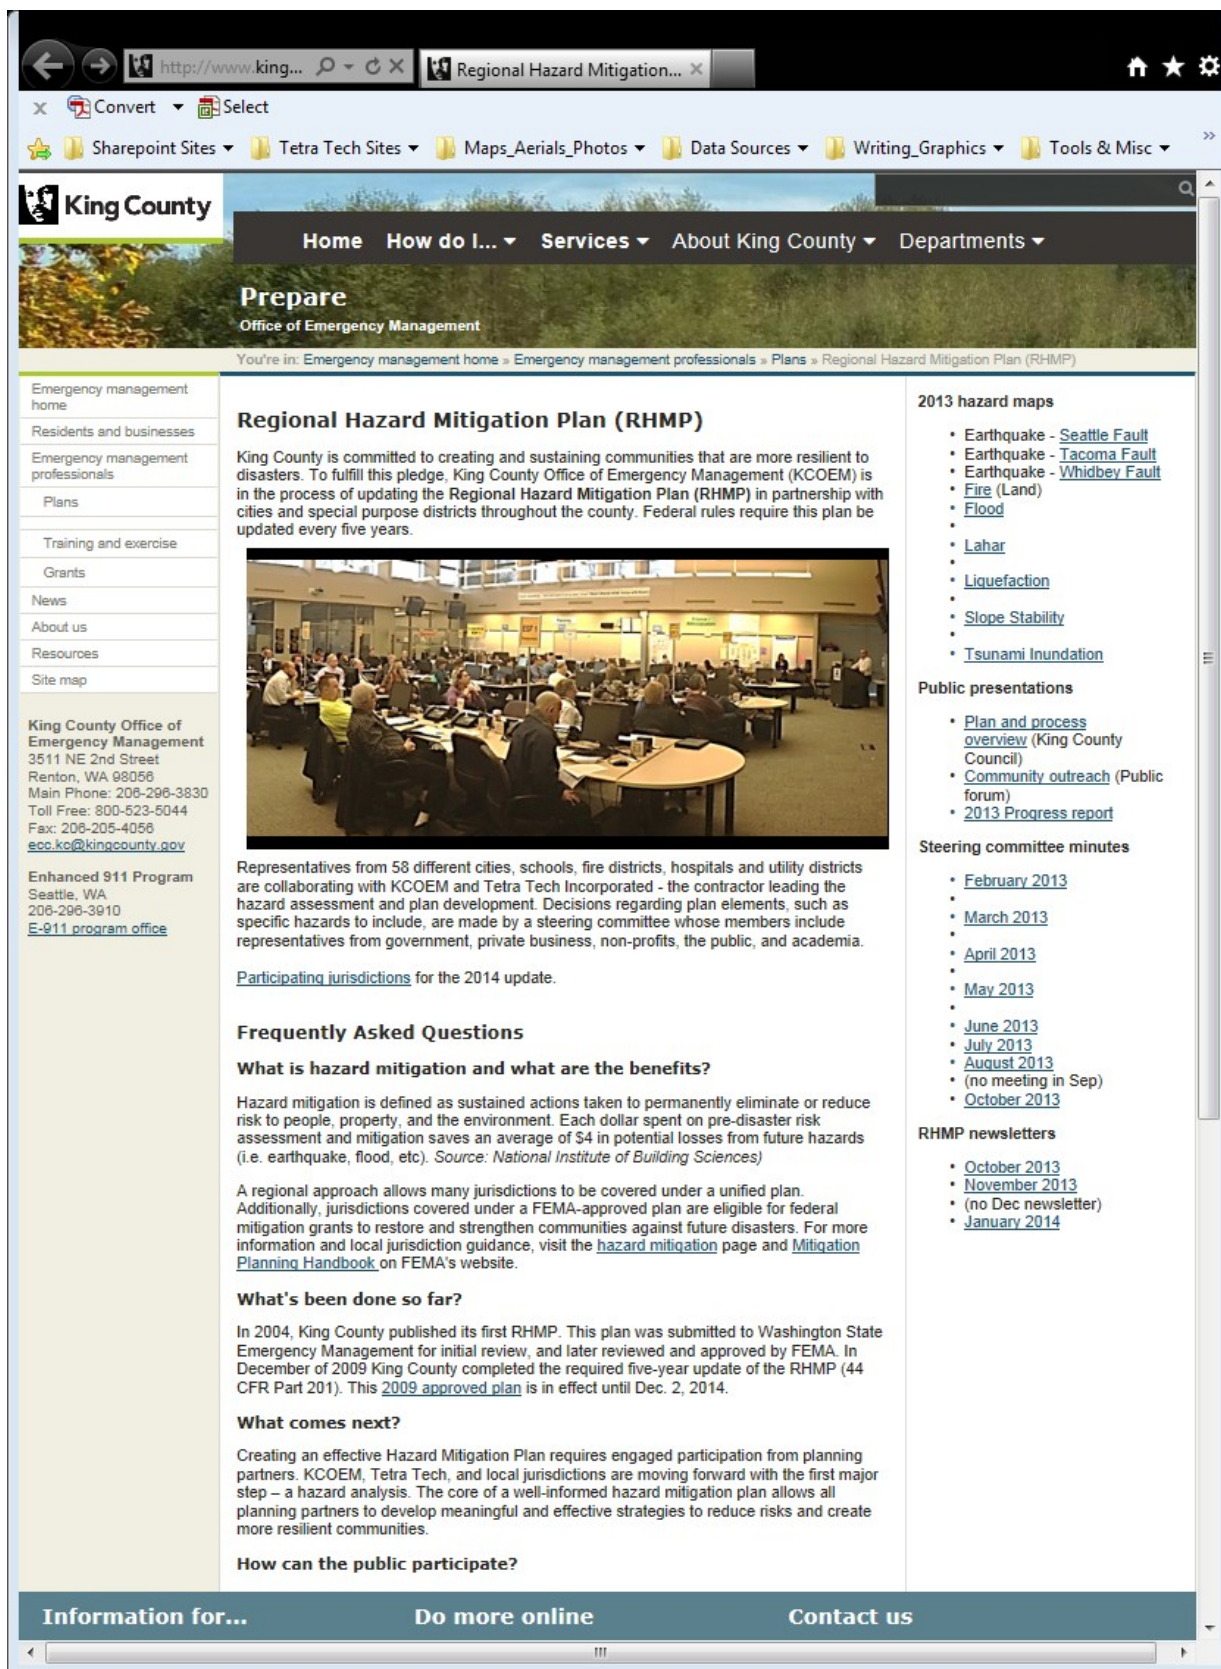 http://www.king...
Regional Hazard Mitigation...
Convert
Select
Sharepoint Sites
Tetra Tech Sites
Maps_Aerials_Photos
Data Sources
Writing_Graphics
Tools & Misc
King County
Home How do I... Services About King County Departments
Prepare
Office of Emergency Management
You're in: Emergency management home » Emergency management professionals » Plans » Regional Hazard Mitigation Plan (RHMP)
Emergency management
home
Residents and businesses
Emergency management
professionals
Plans
Training and exercise
Grants
News
About us
Resources
Site map
King County Office of
Emergency Management
3511 NE 2nd Street
Renton, WA 98056
Main Phone: 206-296-3830
Toll Free: 800-523-5044
Fax: 206-205-4056
ecc.kc@kingcounty.gov
Enhanced 911 Program
Seattle, WA
206-296-3910
E-911 program office
Regional Hazard Mitigation Plan (RHMP)
King County is committed to creating and sustaining communities that are more resilient to
disasters. To fulfill this pledge, King County Office of Emergency Management (KCOEM) is
in the process of updating the Regional Hazard Mitigation Plan (RHMP) in partnership with
cities and special purpose districts throughout the county. Federal rules require this plan be
updated every five years.
Representatives from 58 different cities, schools, fire districts, hospitals and utility districts
are collaborating with KCOEM and Tetra Tech Incorporated - the contractor leading the
hazard assessment and plan development. Decisions regarding plan elements, such as
specific hazards to include, are made by a steering committee whose members include
representatives from government, private business, non-profits, the public, and academia.
Participating jurisdictions for the 2014 update.
Frequently Asked Questions
What is hazard mitigation and what are the benefits?
Hazard mitigation is defined as sustained actions taken to permanently eliminate or reduce
risk to people, property, and the environment. Each dollar spent on pre-disaster risk
assessment and mitigation saves an average of $4 in potential losses from future hazards
(i.e. earthquake, flood, etc). Source: National Institute of Building Sciences)
A regional approach allows many jurisdictions to be covered under a unified plan.
Additionally, jurisdictions covered under a FEMA-approved plan are eligible for federal
mitigation grants to restore and strengthen communities against future disasters. For more
information and local jurisdiction guidance, visit the hazard mitigation page and Mitigation
Planning Handbook on FEMA's website.
What's been done so far?
In 2004, King County published its first RHMP. This plan was submitted to Washington State
Emergency Management for initial review, and later reviewed and approved by FEMA. In
December of 2009 King County completed the required five-year update of the RHMP (44
CFR Part 201). This 2009 approved plan is in effect until Dec. 2, 2014.
What comes next?
Creating an effective Hazard Mitigation Plan requires engaged participation from planning
partners. KCOEM, Tetra Tech, and local jurisdictions are moving forward with the first major
step – a hazard analysis. The core of a well-informed hazard mitigation plan allows all
planning partners to develop meaningful and effective strategies to reduce risks and create
more resilient communities.
How can the public participate?
2013 hazard maps
• Earthquake - Seattle Fault
• Earthquake - Tacoma Fault
• Earthquake - Whidbey Fault
• Fire (Land)
• Flood
• Lahar
• Liquefaction
• Slope Stability
• Tsunami Inundation
Public presentations
• Plan and process
overview (King County
Council)
• Community outreach (Public
forum)
• 2013 Progress report
Steering committee minutes
• February 2013
• March 2013
• April 2013
• May 2013
• June 2013
• July 2013
• August 2013
• (no meeting in Sep)
• October 2013
RHMP newsletters
• October 2013
• November 2013
• (no Dec newsletter)
• January 2014
Information for... Do more online Contact us